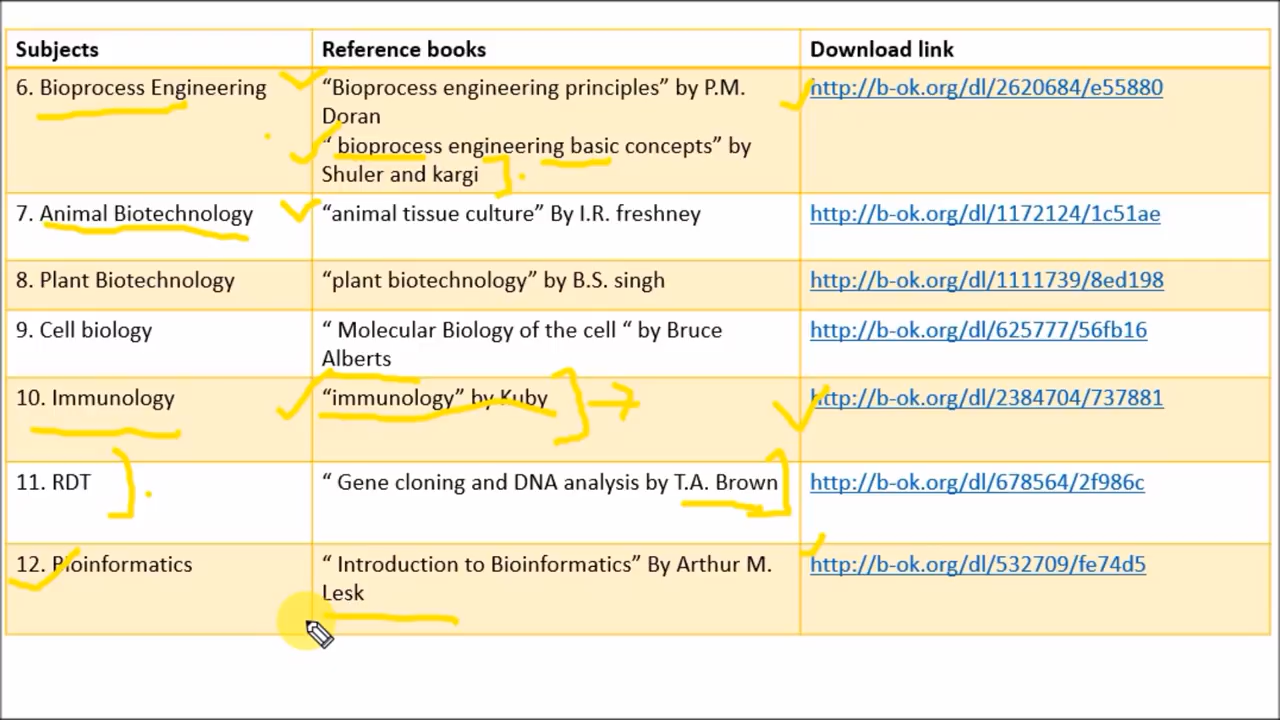 Subjects Reference books Download link
6. Bioprocess Engineering “Bioprocess engineering principles” by P.M. http://b-ok.org/dl/2620684/e55880
Doran
“ bioprocess engineering basic concepts” by
Shuler and kargi
7. Animal Biotechnology “animal tissue culture” By I.R. freshney http://b-ok.org/dl/1172124/1c51ae
8. Plant Biotechnology “plant biotechnology” by B.S. singh http://b-ok.org/dl/1111739/8ed198
9. Cell biology “ Molecular Biology of the cell “ by Bruce http://b-ok.org/dl/625777/56fb16
Alberts
10. Immunology “immunology” by Kuby http://b-ok.org/dl/2384704/737881
11. RDT “ Gene cloning and DNA analysis by T.A. Brown http://b-ok.org/dl/678564/2f986c
12. Bioinformatics “ Introduction to Bioinformatics” By Arthur M. http://b-ok.org/dl/532709/fe74d5
Lesk